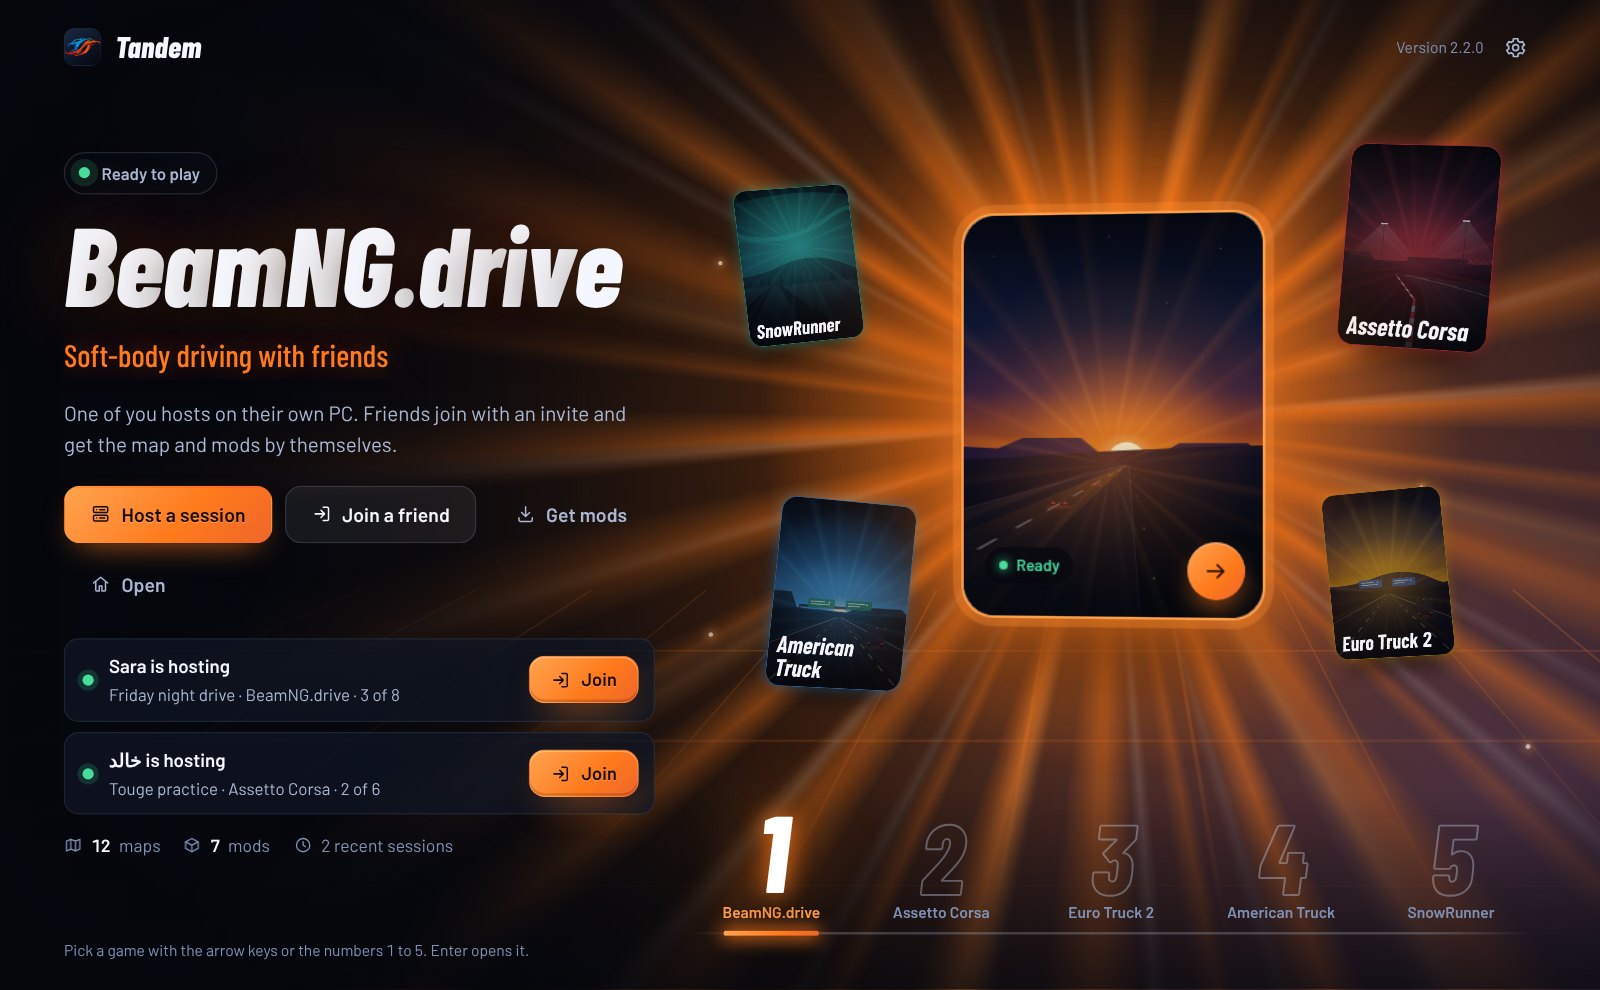 Tandem
Version 2.2.0
Ready to play
BeamNG.drive
Soft-body driving with friends
One of you hosts on their own PC. Friends join with an invite and
get the map and mods by themselves.
Host a session
Join a friend
Get mods
Open
Sara is hosting
Friday night drive · BeamNG.drive · 3 of 8
Join
خالد is hosting
Touge practice · Assetto Corsa · 2 of 6
Join
12 maps
7 mods
2 recent sessions
Pick a game with the arrow keys or the numbers 1 to 5. Enter opens it.
SnowRunner
Assetto Corsa
Ready
American
Truck
Euro Truck 2
1
BeamNG.drive
2
Assetto Corsa
3
Euro Truck 2
4
American Truck
5
SnowRunner